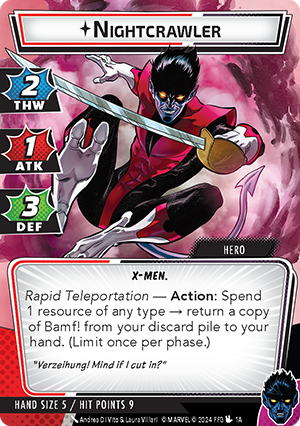 NIGHTCRAWLER
2
THW
1
ATK
3
DEF
HERO
X-MEN.
Rapid Teleportation — Action: Spend
1 resource of any type → return a copy
of Bamf! from your discard pile to your
hand. (Limit once per phase.)
"Verzeihung! Mind if I cut in?"
HAND SIZE 5 / HIT POINTS 9
Andrea Di Vito & Laura Villari © MARVEL © 2024 FFG 1A